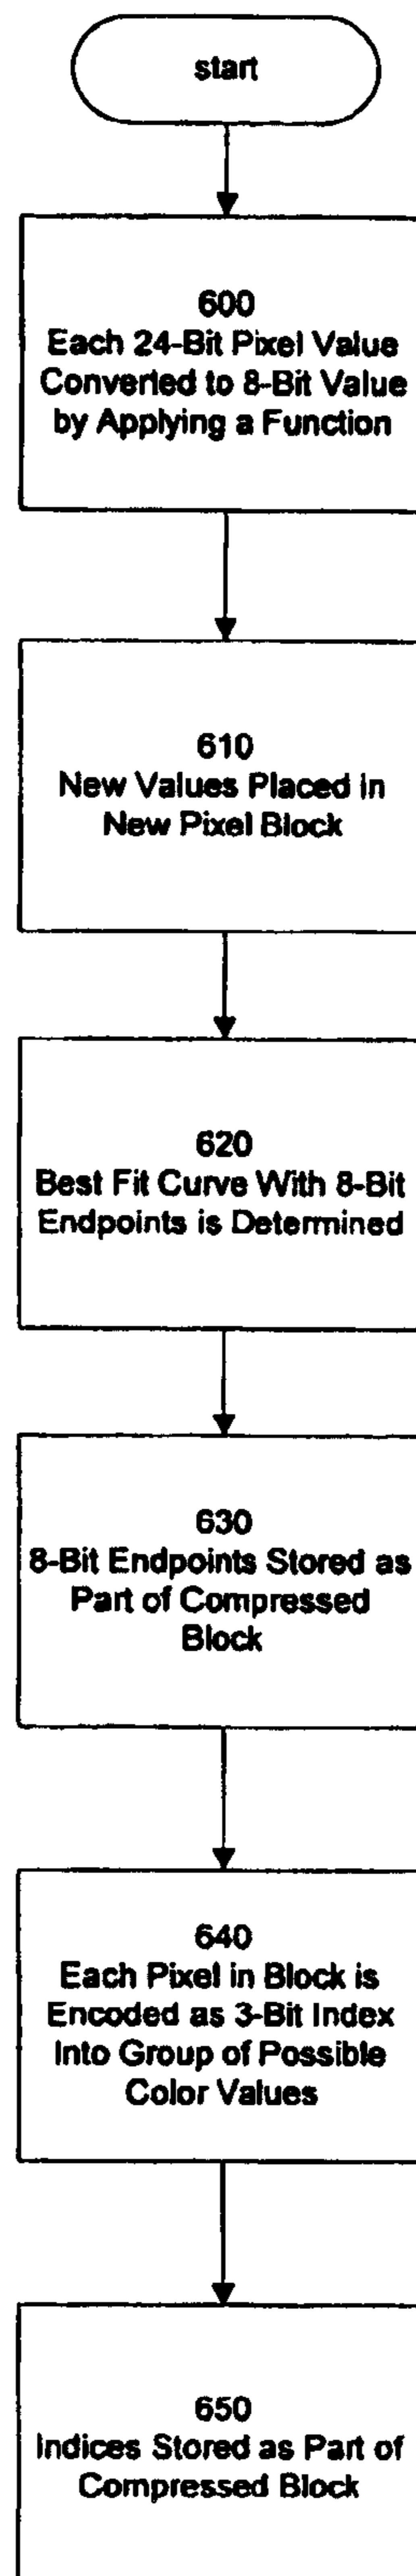 start
600
Each 24-Bit Pixel Value
Converted to 8-Bit Value
by Applying a Function
610
New Values Placed in
New Pixel Block
620
Best Fit Curve With 8-Bit
Endpoints is Determined
630
8-Bit Endpoints Stored as
Part of Compressed
Block
640
Each Pixel in Block is
Encoded as 3-Bit Index
Into Group of Possible
Color Values
650
Indices Stored as Part of
Compressed Block